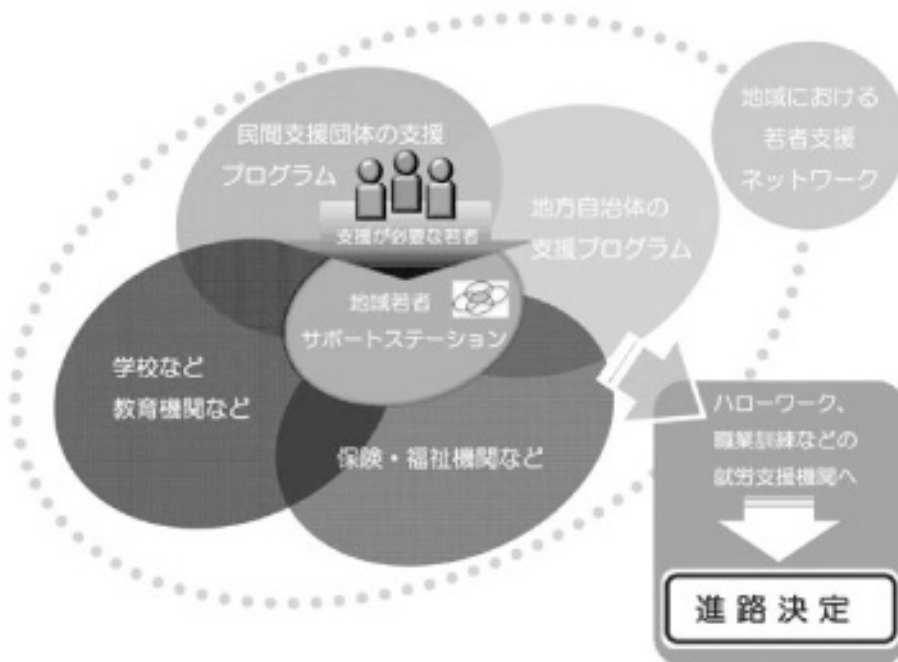 民間支援団体の支援
プログラム
支援が必要な若者
地方自治体の
支援プログラム
地域における
若者支援
ネットワーク
地域若者
サポートステーション
学校など
教育機関など
保険・福祉機関など
ハローワーク、
職業訓練などの
就労支援機関へ
進路決定